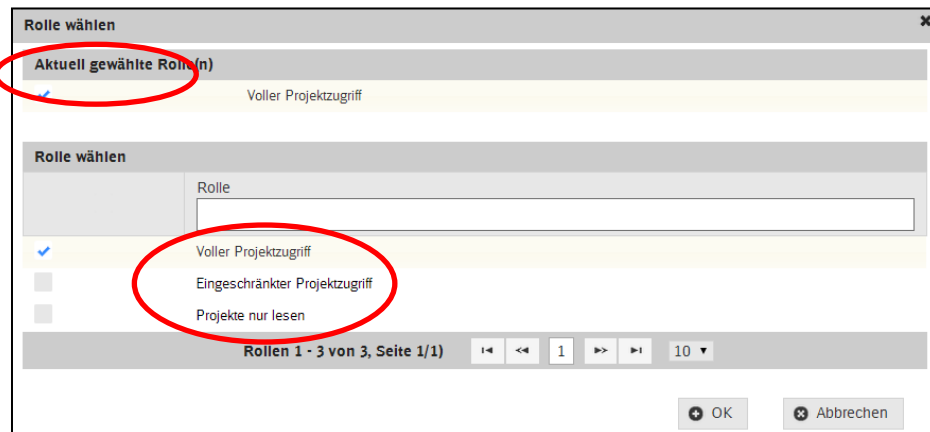 Rolle wählen
Aktuell gewählte Rolle(n)
Voller Projektzugriff
Rolle wählen
Rolle
Voller Projektzugriff
Eingeschränkter Projektzugriff
Projekte nur lesen
Rollen 1 - 3 von 3, Seite 1/1) 1 10
OK Abbrechen